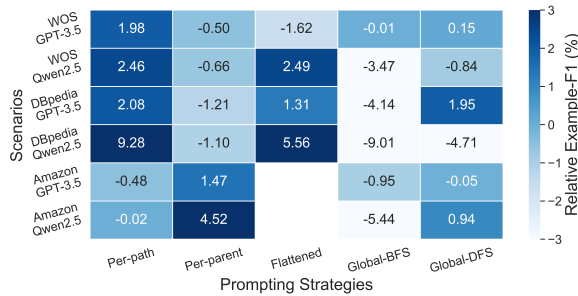 Scenarios
WOS
GPT-3.5
1.98
-0.50
-1.62
-0.01
0.15
WOS
Qwen2.5
2.46
-0.66
2.49
-3.47
-0.84
DBpedia
GPT-3.5
2.08
-1.21
1.31
-4.14
1.95
DBpedia
Qwen2.5
9.28
-1.10
5.56
-9.01
-4.71
Amazon
GPT-3.5
-0.48
1.47
-0.95
-0.05
Amazon
Qwen2.5
-0.02
4.52
-5.44
0.94
Per-path
Per-parent
Flattened
Global-BFS
Global-DFS
Prompting Strategies
3
2
1
0
−1
−2
−3
Relative Example-F1 (%)